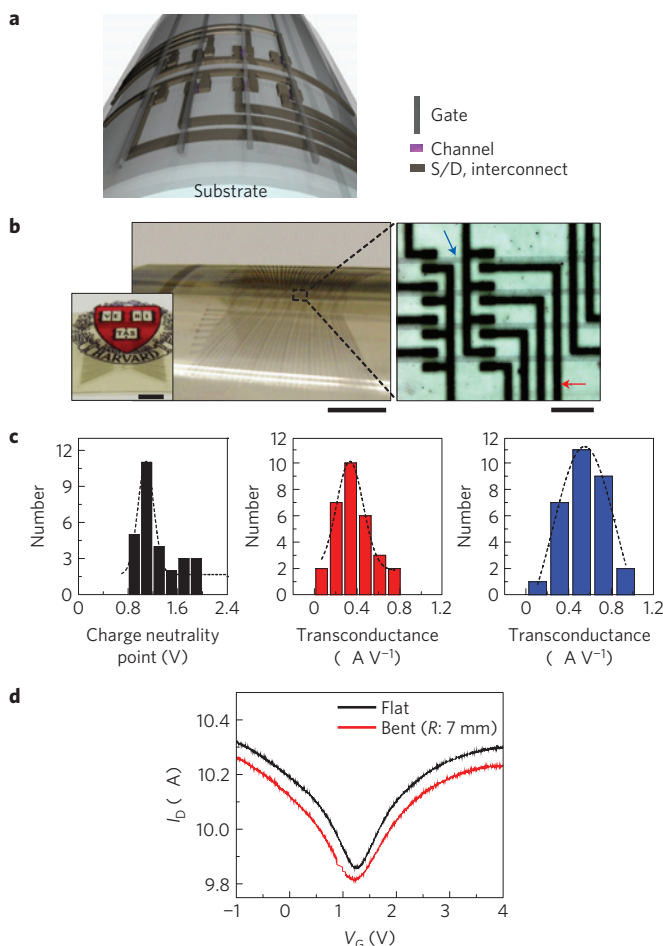 a
Substrate
Gate
Channel
S/D, interconnect
b
VE RI
TAS
HARVARD
c
12
9
6
3
0
Number
0
0.8
1.6
2.4
Charge neutrality
point (V)
12
10
8
6
4
2
0
Number
0
0.4
0.8
1.2
Transconductance
( A V⁻¹)
12
10
8
6
4
2
0
Number
0
0.4
0.8
1.2
Transconductance
( A V⁻¹)
d
Flat
Bent (R: 7 mm)
10.4
10.2
10.0
9.8
I_D ( A)
−1
0
1
2
3
4
V_G (V)